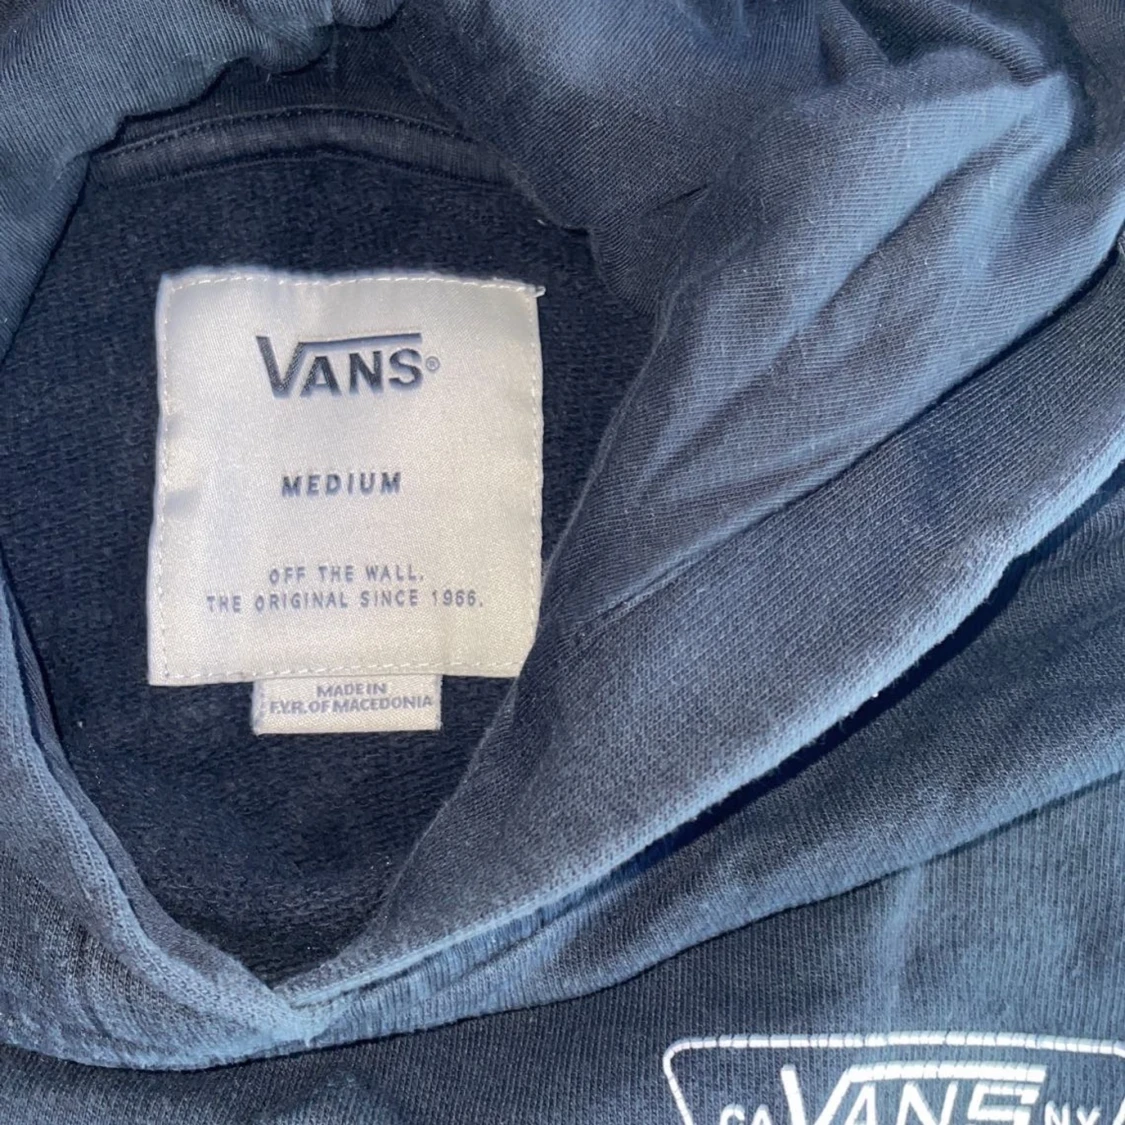 VANS®
MEDIUM
OFF THE WALL.
THE ORIGINAL SINCE 1966.
MADE IN
F.Y.R. OF MACEDONIA
VANS
CA NY